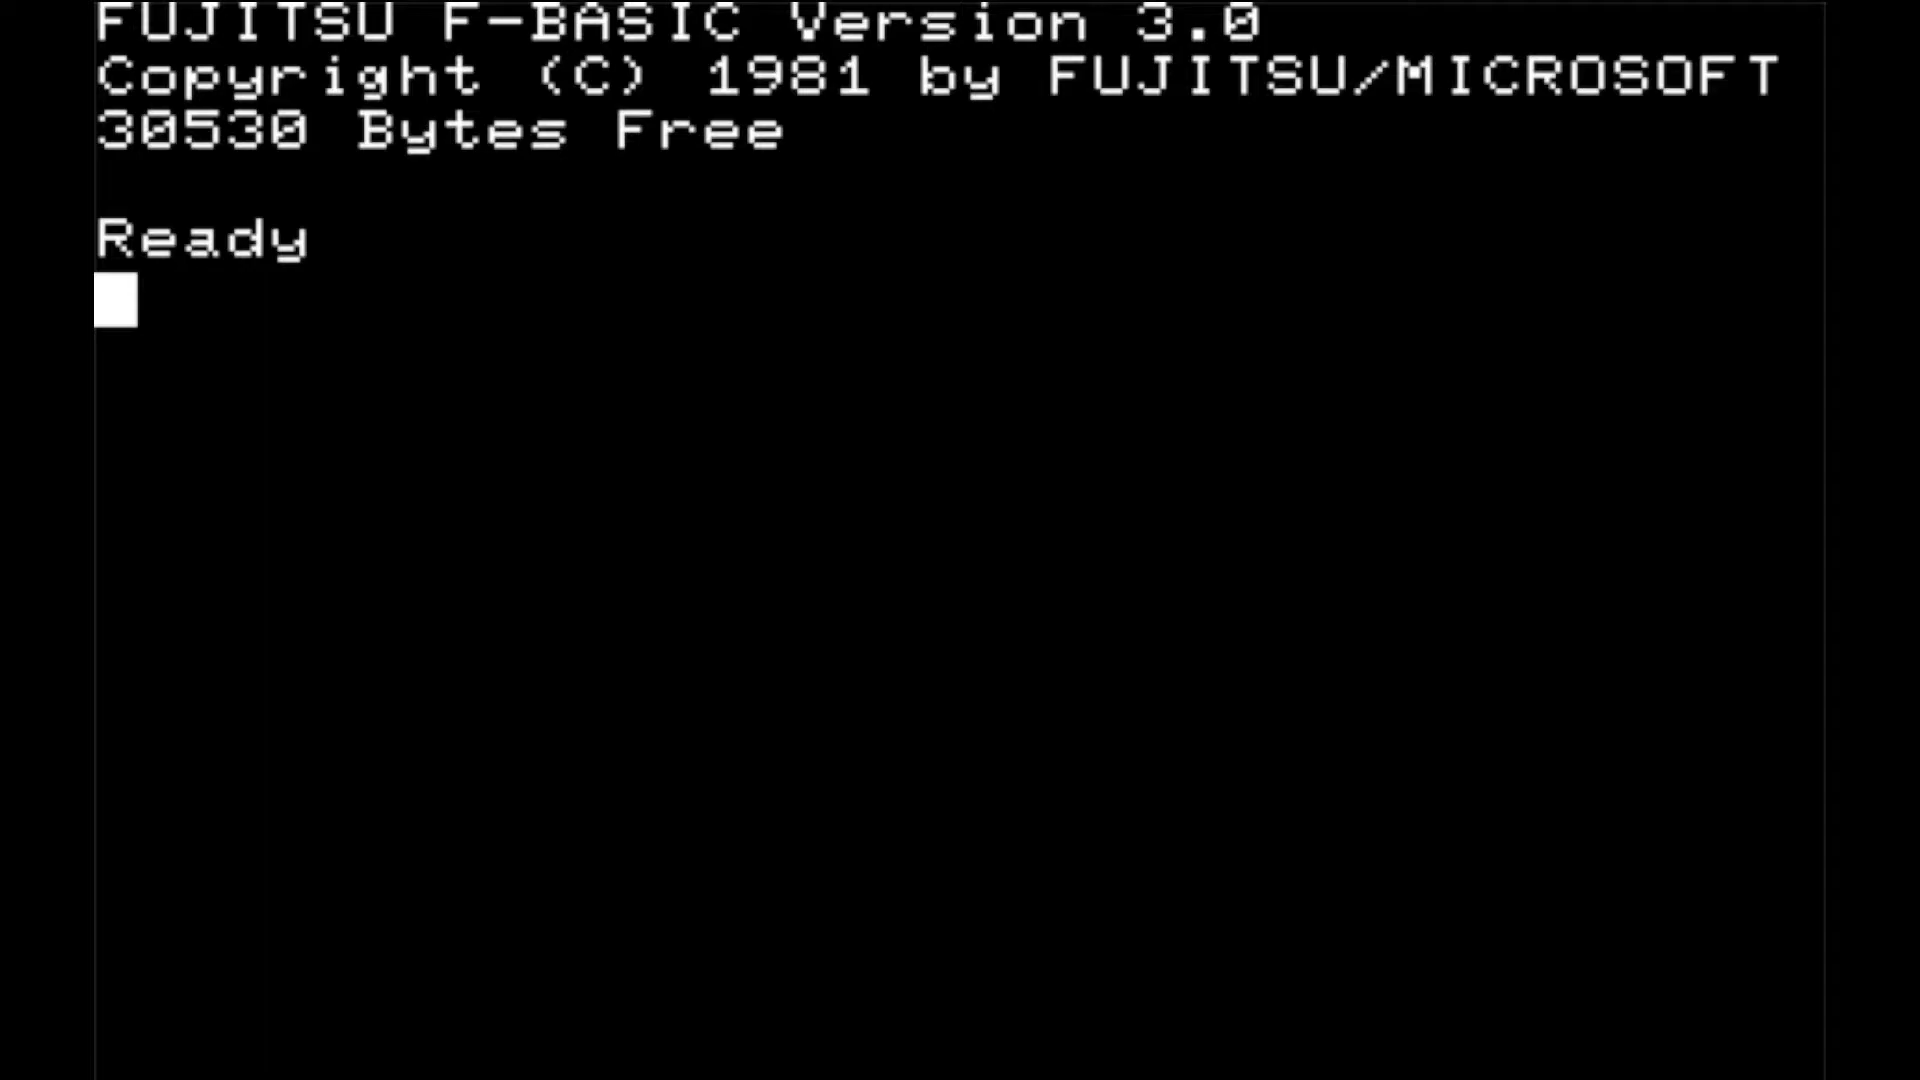 FUJITSU F-BASIC Version 3.0
Copyright (C) 1981 by FUJITSU/MICROSOFT
30530 Bytes Free
Ready